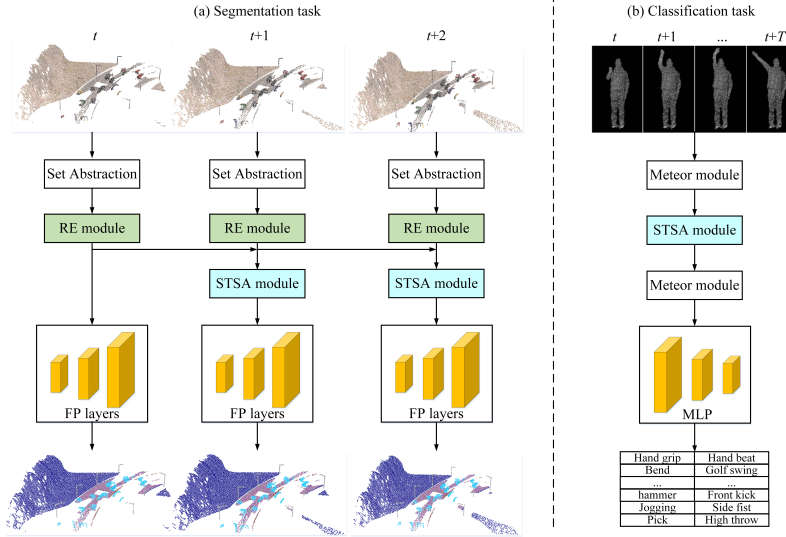 (a) Segmentation task
t
t+1
t+2
Set Abstraction
Set Abstraction
Set Abstraction
RE module
RE module
RE module
STSA module
STSA module
FP layers
FP layers
FP layers
(b) Classification task
t
t+1
...
t+T
Meteor module
STSA module
Meteor module
MLP
Hand grip
Hand beat
Bend
Golf swing
...
...
hammer
Front kick
Jogging
Side fist
Pick
High throw